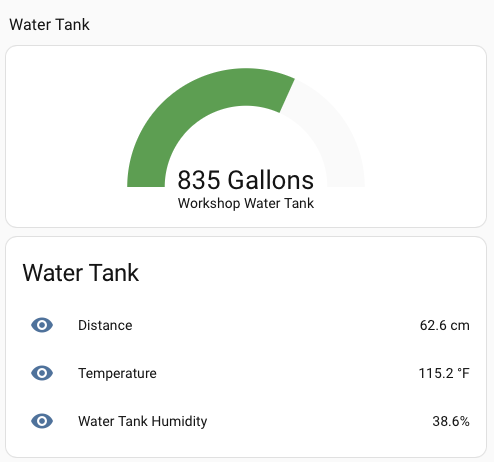 Water Tank
835 Gallons
Workshop Water Tank
Water Tank
Distance 62.6 cm
Temperature 115.2 °F
Water Tank Humidity 38.6%